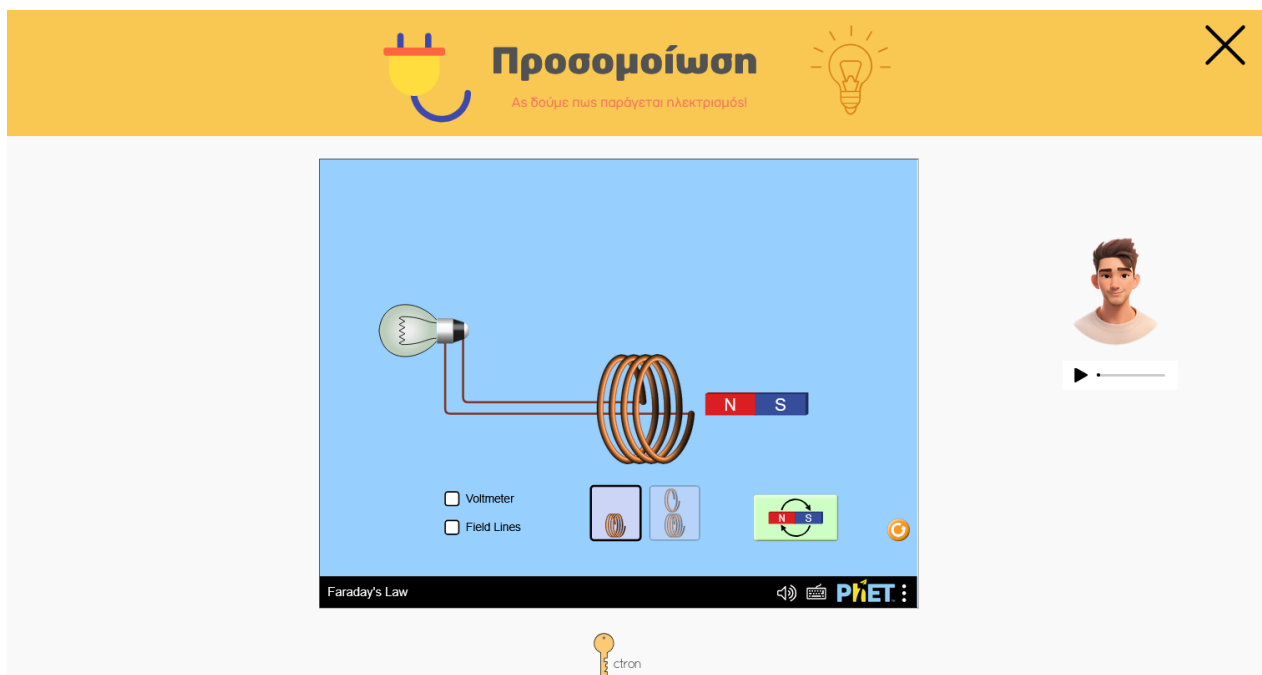 Προσομοίωση
Ας δούμε πως παράγεται ηλεκτρισμός!
N S
Voltmeter
Field Lines
N S
Faraday's Law
PhET
ctron